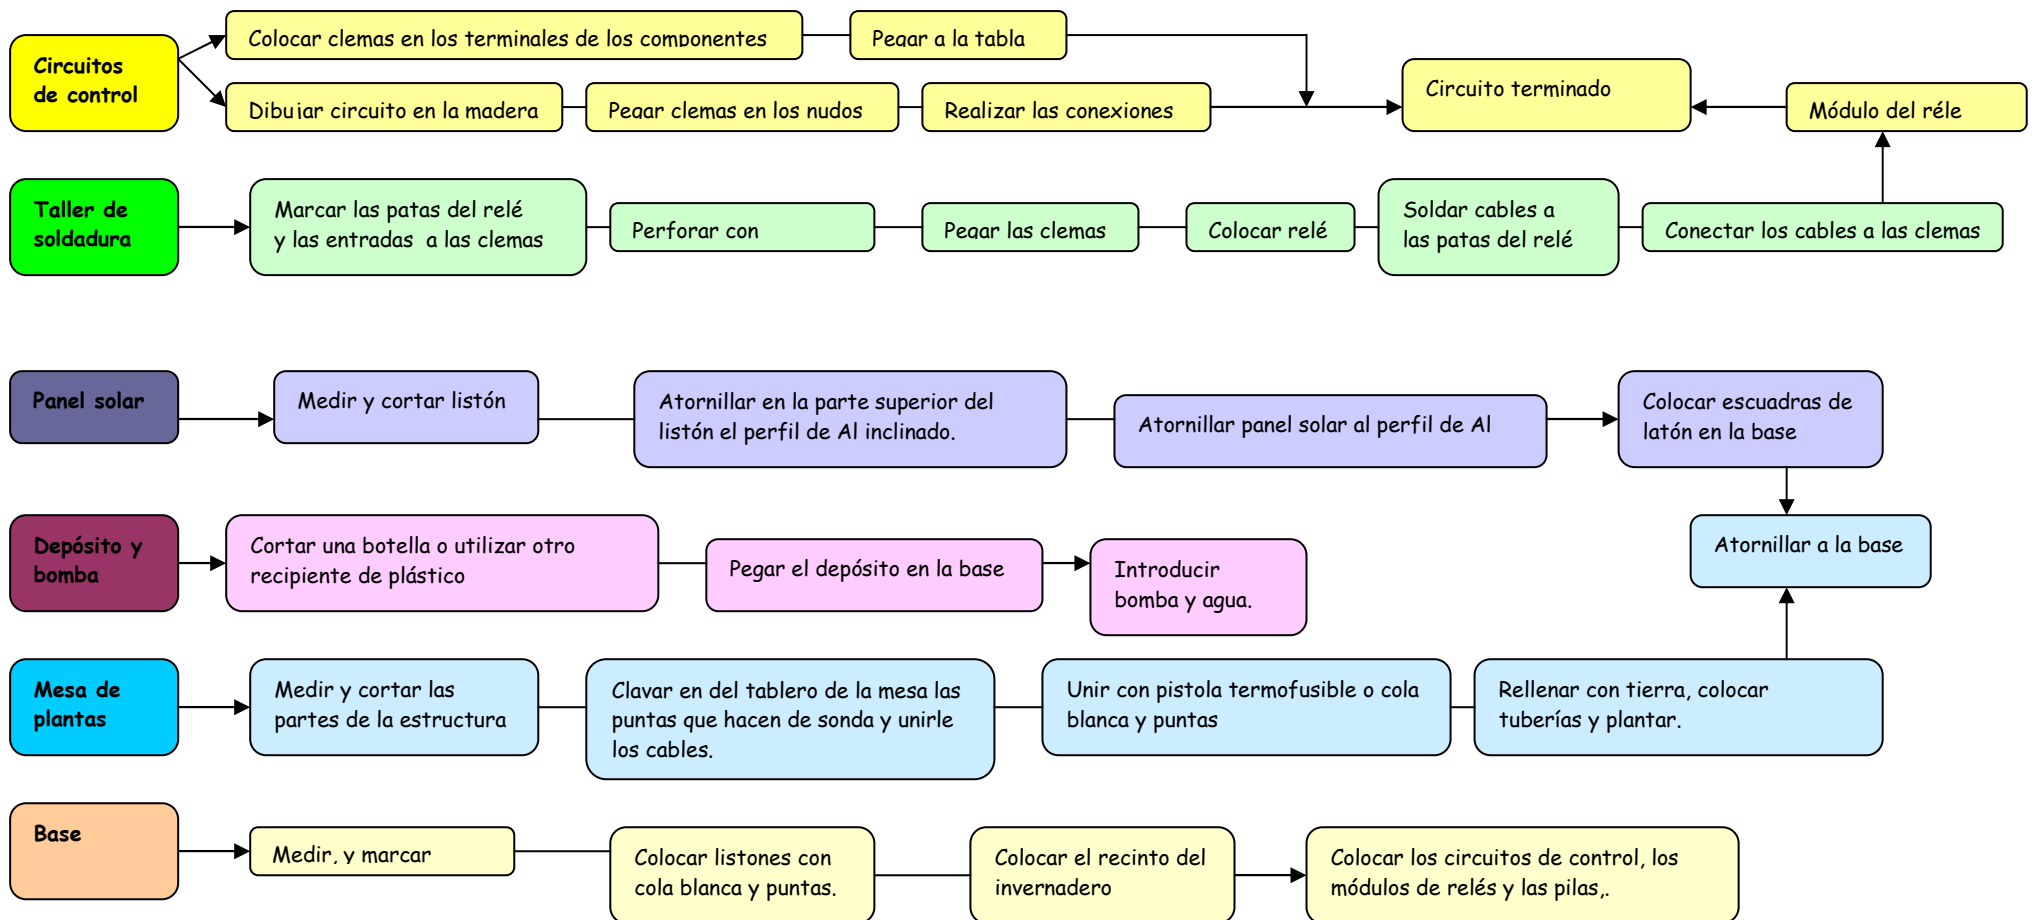 Circuitos
de control
Colocar clemas en los terminales de los componentes
Pegar a la tabla
Dibujar circuito en la madera
Pegar clemas en los nudos
Realizar las conexiones
Circuito terminado
Módulo del réle
Taller de
soldadura
Marcar las patas del relé
y las entradas a las clemas
Perforar con
Pegar las clemas
Colocar relé
Soldar cables a
las patas del relé
Conectar los cables a las clemas
Panel solar
Medir y cortar listón
Atornillar en la parte superior del
listón el perfil de Al inclinado.
Atornillar panel solar al perfil de Al
Colocar escuadras de
latón en la base
Depósito y
bomba
Cortar una botella o utilizar otro
recipiente de plástico
Pegar el depósito en la base
Introducir
bomba y agua.
Atornillar a la base
Mesa de
plantas
Medir y cortar las
partes de la estructura
Clavar en del tablero de la mesa las
puntas que hacen de sonda y unirle
los cables.
Unir con pistola termofusible o cola
blanca y puntas
Rellenar con tierra, colocar
tuberías y plantar.
Base
Medir, y marcar
Colocar listones con
cola blanca y puntas.
Colocar el recinto del
invernadero
Colocar los circuitos de control, los
módulos de relés y las pilas,.